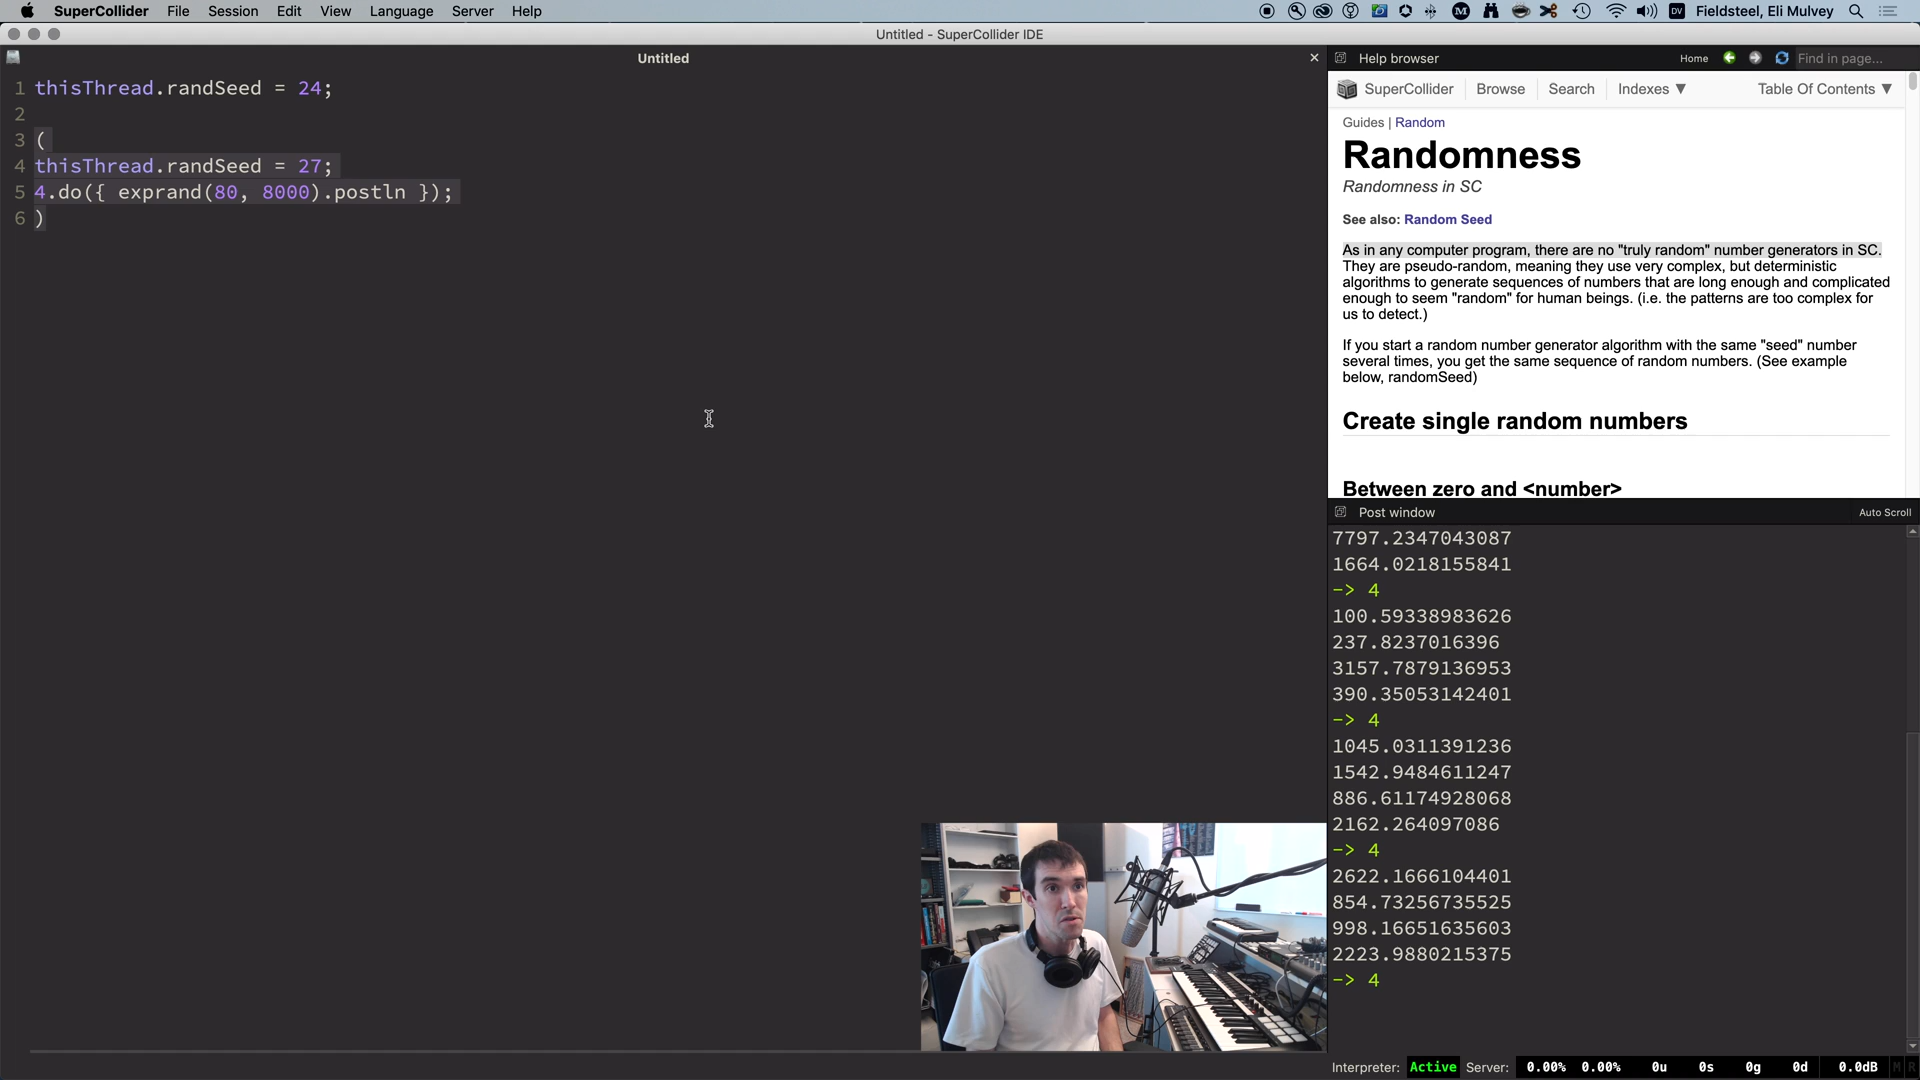 SuperCollider File Session Edit View Language Server Help
Fieldsteel, Eli Mulvey
Untitled - SuperCollider IDE
Untitled
1 thisThread.randSeed = 24;
2
3 (
4 thisThread.randSeed = 27;
5 4.do({ exprand(80, 8000).postln });
6 )
Help browser
Home
Find in page...
SuperCollider Browse Search Indexes ▼ Table Of Contents ▼
Guides | Random
Randomness
Randomness in SC
See also: Random Seed
As in any computer program, there are no "truly random" number generators in SC.
They are pseudo-random, meaning they use very complex, but deterministic
algorithms to generate sequences of numbers that are long enough and complicated
enough to seem "random" for human beings. (i.e. the patterns are too complex for
us to detect.)
If you start a random number generator algorithm with the same "seed" number
several times, you get the same sequence of random numbers. (See example
below, randomSeed)
Create single random numbers
Between zero and <number>
Post window
Auto Scroll
7797.2347043087
1664.0218155841
-> 4
100.59338983626
237.8237016396
3157.7879136953
390.35053142401
-> 4
1045.0311391236
1542.9484611247
886.61174928068
2162.264097086
-> 4
2622.1666104401
854.73256735525
998.16651635603
2223.9880215375
-> 4
Interpreter: Active Server: 0.00% 0.00% 0u 0s 0g 0d 0.0dB M R